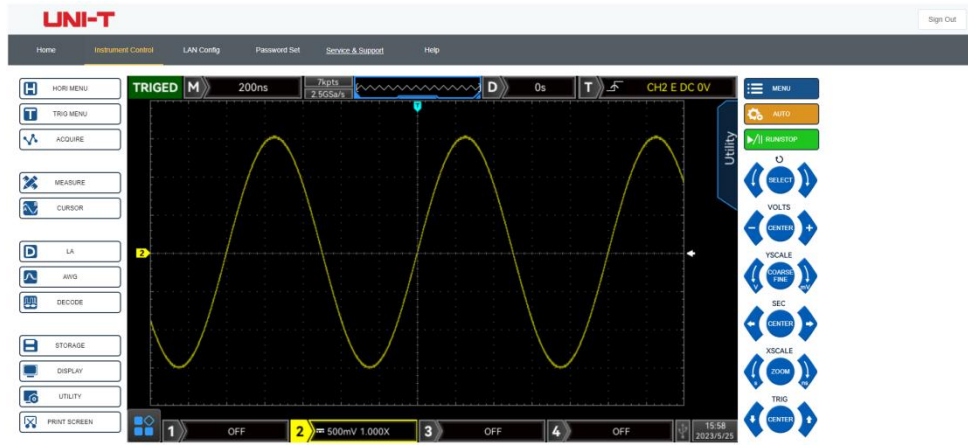 UNI-T
Sign Out
Home Instrument Control LAN Config Password Set Service & Support Help
HORI MENU
TRIG MENU
ACQUIRE
MEASURE
CURSOR
LA
AWG
DECODE
STORAGE
DISPLAY
UTILITY
PRINT SCREEN
TRIGED M 200ns 7kpts D 0s T CH2 E DC 0V
2.5GSa/s
T
Utility
2
1 OFF 2 500mV 1.000X 3 OFF 4 OFF 15:58
2023/5/25
MENU
AUTO
RUN/STOP
SELECT
VOLTS
CENTER
YSCALE
COARSE
FINE
V mV
SEC
CENTER
XSCALE
ZOOM
s ns
TRIG
CENTER